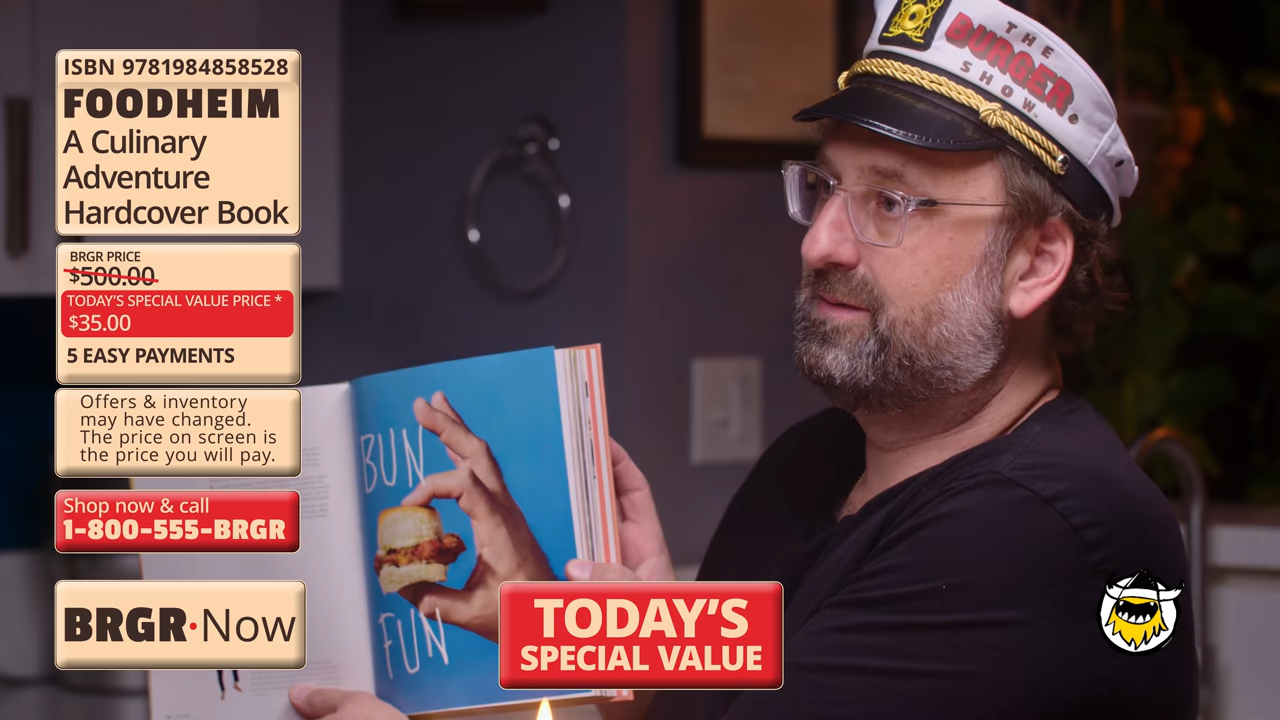 ISBN 9781984858528
FOODHEIM
A Culinary
Adventure
Hardcover Book
BRGR PRICE
$500.00
TODAY'S SPECIAL VALUE PRICE *
$35.00
5 EASY PAYMENTS
Offers & inventory
may have changed.
The price on screen is
the price you will pay.
Shop now & call
1-800-555-BRGR
BRGR·Now
THE
BURGER
SHOW
BUN
FUN
TODAY'S
SPECIAL VALUE